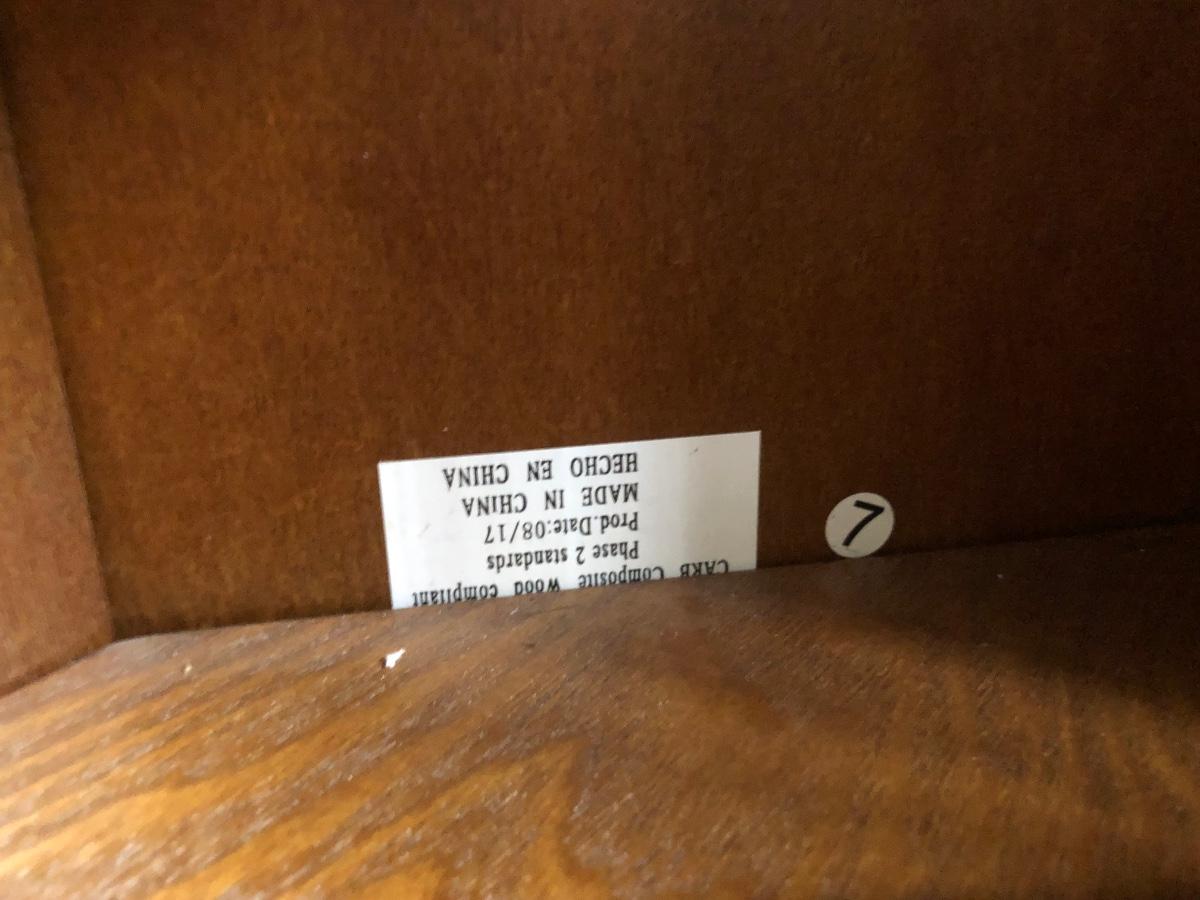 CARB Composite Wood compliant
Phase 2 standards
Prod.Date:08/17
MADE IN CHINA
HECHO EN CHINA
7